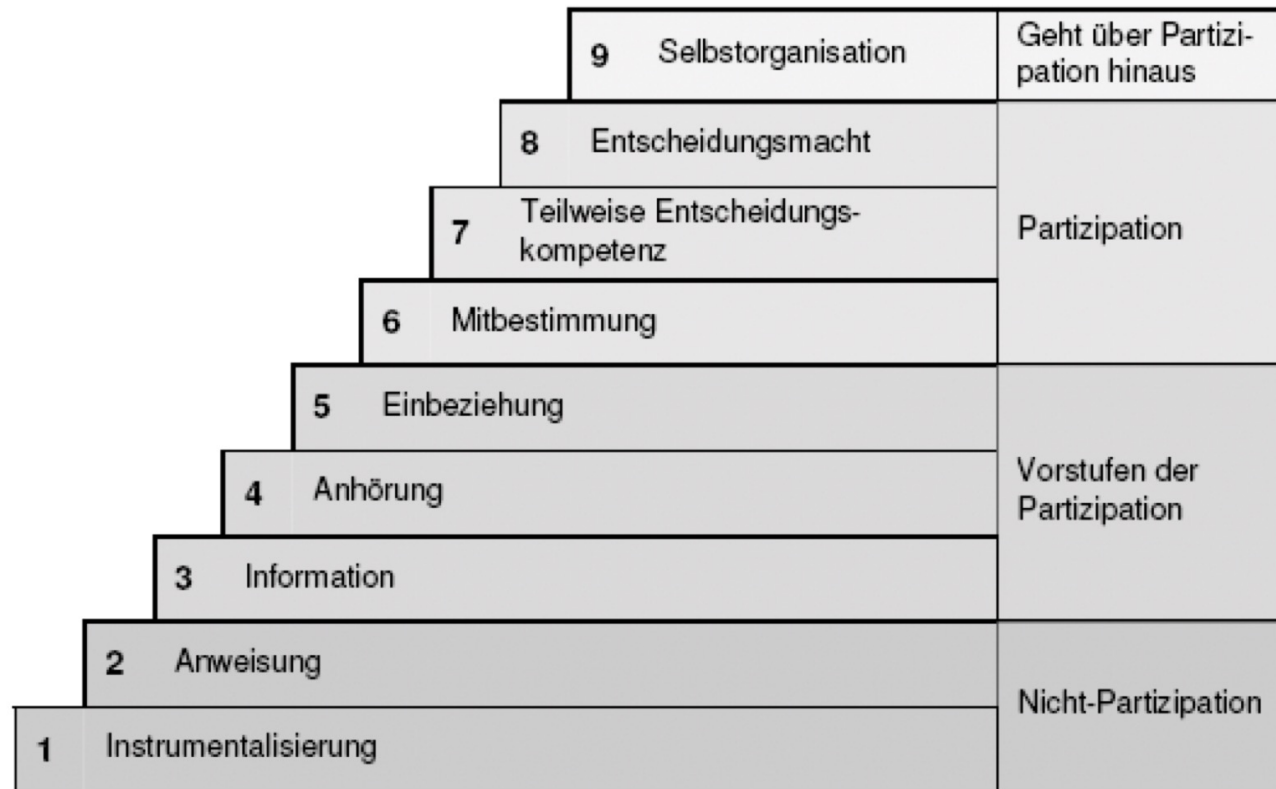 9 Selbstorganisation
Geht über Partizi-
pation hinaus
8 Entscheidungsmacht
7 Teilweise Entscheidungs-
kompetenz
Partizipation
6 Mitbestimmung
5 Einbeziehung
4 Anhörung
Vorstufen der
Partizipation
3 Information
2 Anweisung
Nicht-Partizipation
1 Instrumentalisierung